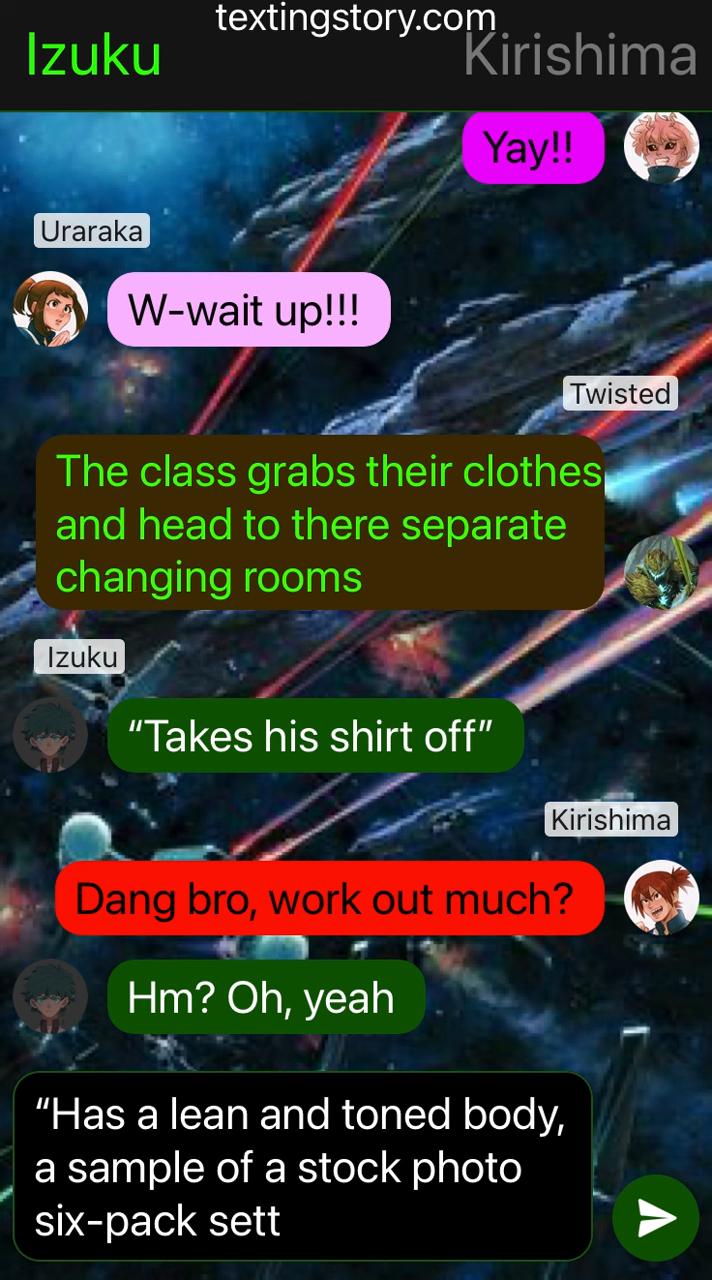 textingstory.com
Izuku
Kirishima
Yay!!
Uraraka
W-wait up!!!
Twisted
The class grabs their clothes
and head to there separate
changing rooms
Izuku
“Takes his shirt off”
Kirishima
Dang bro, work out much?
Hm? Oh, yeah
“Has a lean and toned body,
a sample of a stock photo
six-pack sett